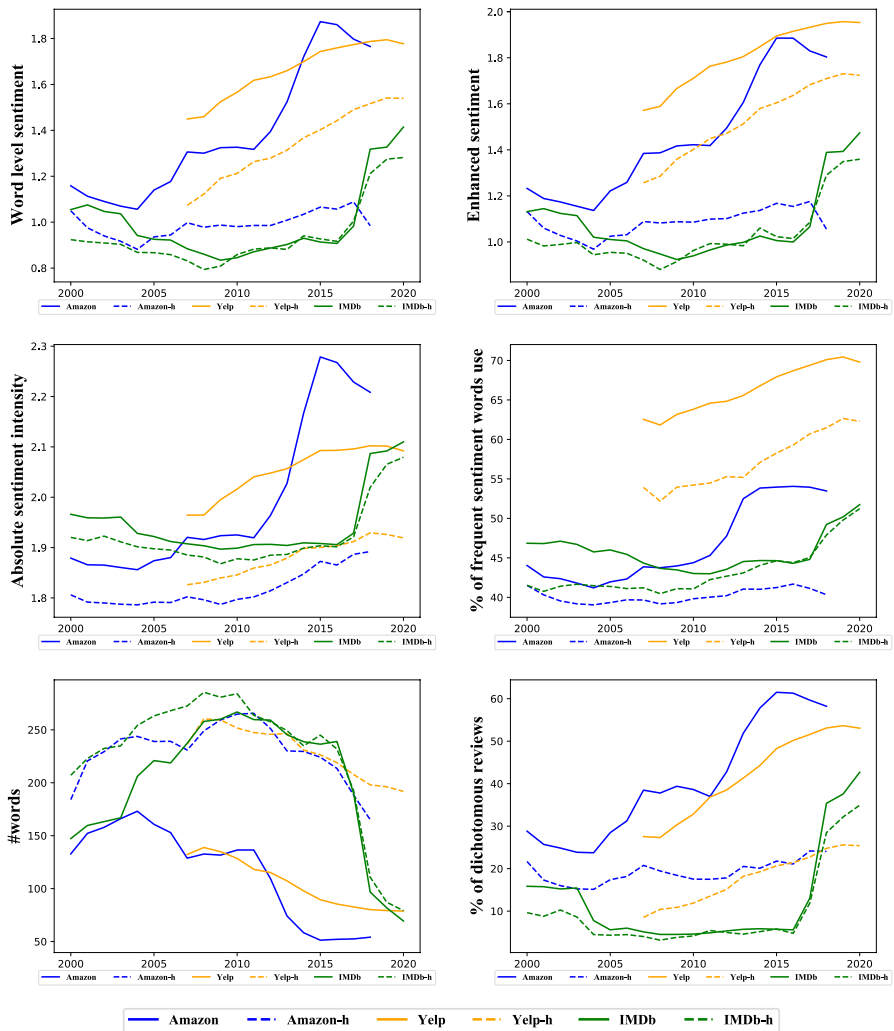 Word level sentiment
1.8
1.6
1.4
1.2
1.0
0.8
2000 2005 2010 2015 2020
Amazon Amazon-h Yelp Yelp-h IMDb IMDb-h
Enhanced sentiment
2.0
1.8
1.6
1.4
1.2
1.0
2000 2005 2010 2015 2020
Amazon Amazon-h Yelp Yelp-h IMDb IMDb-h
Absolute sentiment intensity
2.3
2.2
2.1
2.0
1.9
1.8
2000 2005 2010 2015 2020
Amazon Amazon-h Yelp Yelp-h IMDb IMDb-h
% of frequent sentiment words use
70
65
60
55
50
45
40
2000 2005 2010 2015 2020
Amazon Amazon-h Yelp Yelp-h IMDb IMDb-h
#words
250
200
150
100
50
2000 2005 2010 2015 2020
Amazon Amazon-h Yelp Yelp-h IMDb IMDb-h
% of dichotomous reviews
60
50
40
30
20
10
2000 2005 2010 2015 2020
Amazon Amazon-h Yelp Yelp-h IMDb IMDb-h
Amazon Amazon-h Yelp Yelp-h IMDb IMDb-h